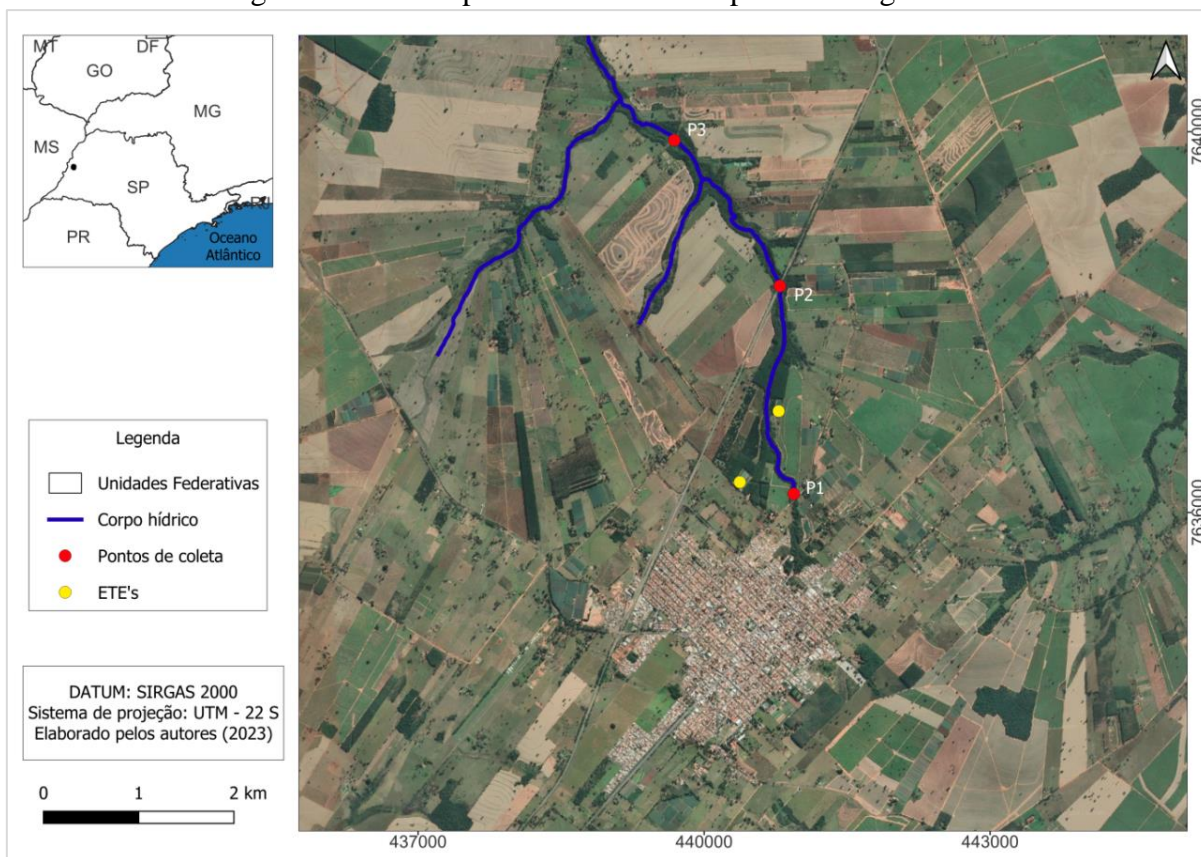 MT
DF
GO
MG
MS
SP
RJ
PR
Oceano
Atlântico
P3
P2
P1
7640000
7636000
Legenda
Unidades Federativas
Corpo hídrico
Pontos de coleta
ETE's
DATUM: SIRGAS 2000
Sistema de projeção: UTM - 22 S
Elaborado pelos autores (2023)
0 1 2 km
437000 440000 443000